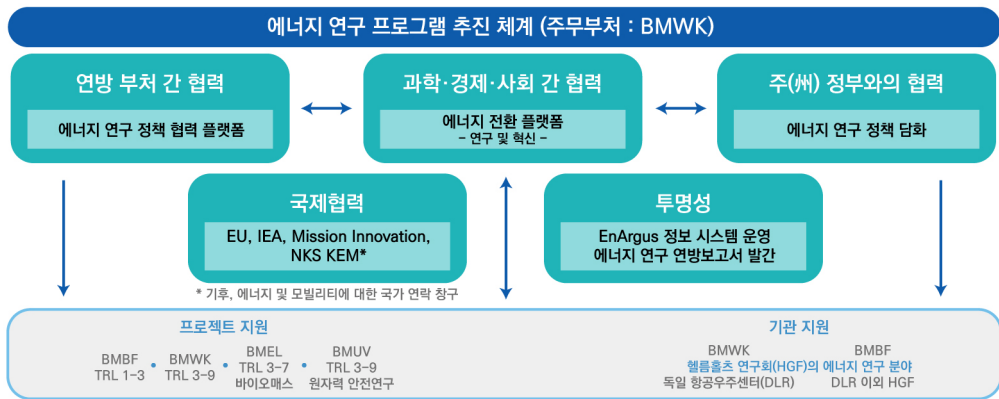 에너지 연구 프로그램 추진 체계 (주무부처 : BMWK)
연방 부처 간 협력
에너지 연구 정책 협력 플랫폼
과학·경제·사회 간 협력
에너지 전환 플랫폼
- 연구 및 혁신 -
주(州) 정부와의 협력
에너지 연구 정책 담화
국제협력
EU, IEA, Mission Innovation,
NKS KEM*
* 기후, 에너지 및 모빌리티에 대한 국가 연락 창구
투명성
EnArgus 정보 시스템 운영
에너지 연구 연방보고서 발간
프로젝트 지원
BMBF
TRL 1-3
•
BMWK
TRL 3-9
•
BMEL
TRL 3-7
바이오매스
•
BMUV
TRL 3-9
원자력 안전연구
기관 지원
BMWK BMBF
헬름홀츠 연구회(HGF)의 에너지 연구 분야
독일 항공우주센터(DLR) DLR 이외 HGF